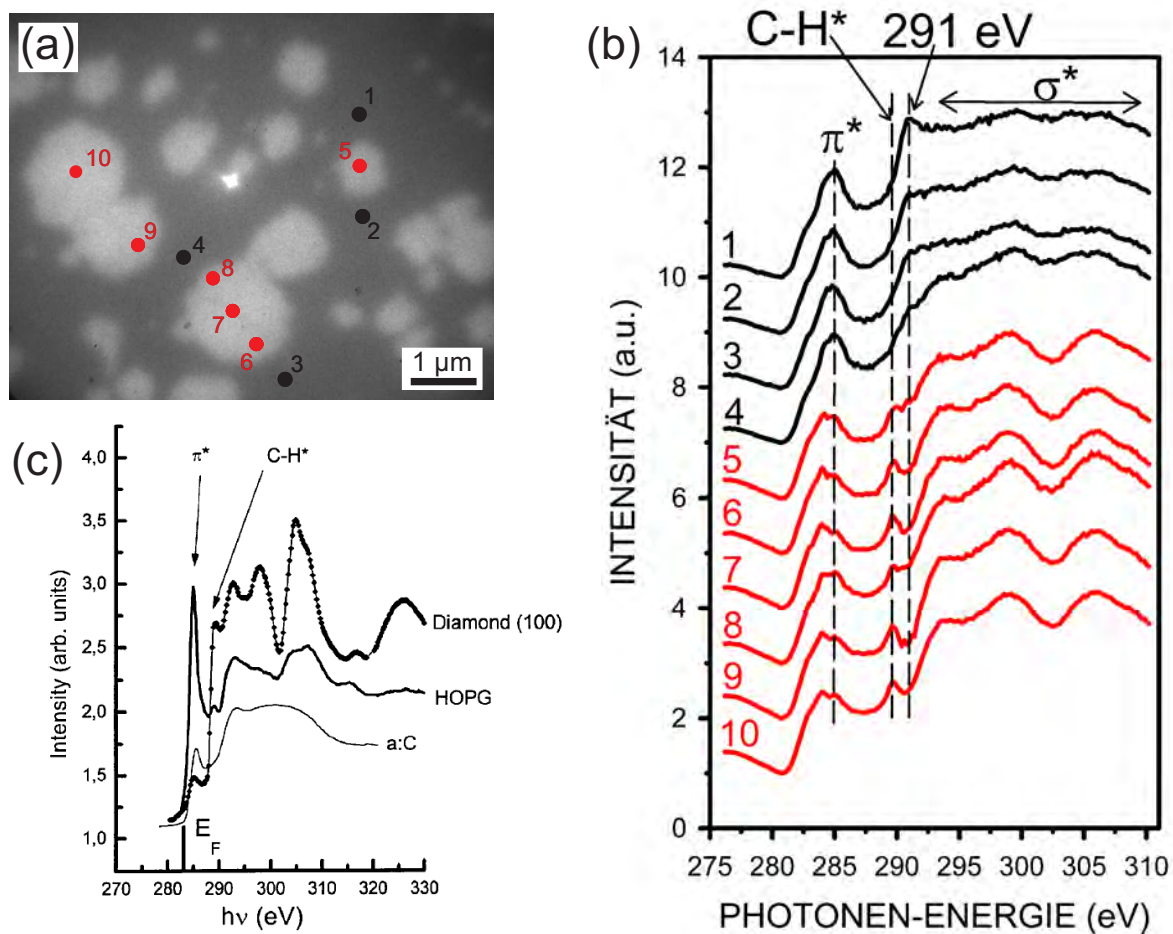 (a)
1
5
2
10
9
4
8
7
6
3
1 μm
(b)
C-H*
291 eV
π*
σ*
14
12
10
8
6
4
2
0
INTENSITÄT (a.u.)
1
2
3
4
5
6
7
8
9
10
275 280 285 290 295 300 305 310
PHOTONEN-ENERGIE (eV)
(c)
π*
C-H*
4,0
3,5
3,0
2,5
2,0
1,5
1,0
Intensity (arb. units)
Diamond (100)
HOPG
a:C
E F
270 280 290 300 310 320 330
hν (eV)